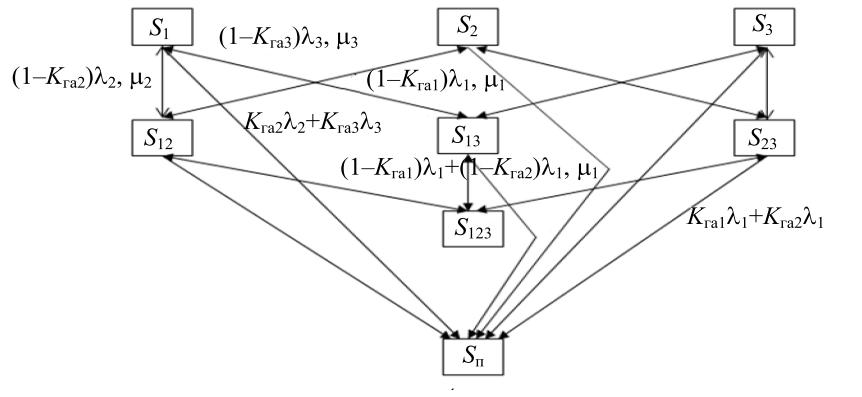 S₁
S₂
S₃
(1–Kга3)λ₃, μ₃
(1–Kга2)λ₂, μ₂
(1–Kга1)λ₁, μ₁
Kга2λ₂+Kга3λ₃
S₁₂
S₁₃
S₂₃
(1–Kга1)λ₁+(1–Kга2)λ₁, μ₁
Kга1λ₁+Kга2λ₁
S₁₂₃
Sп